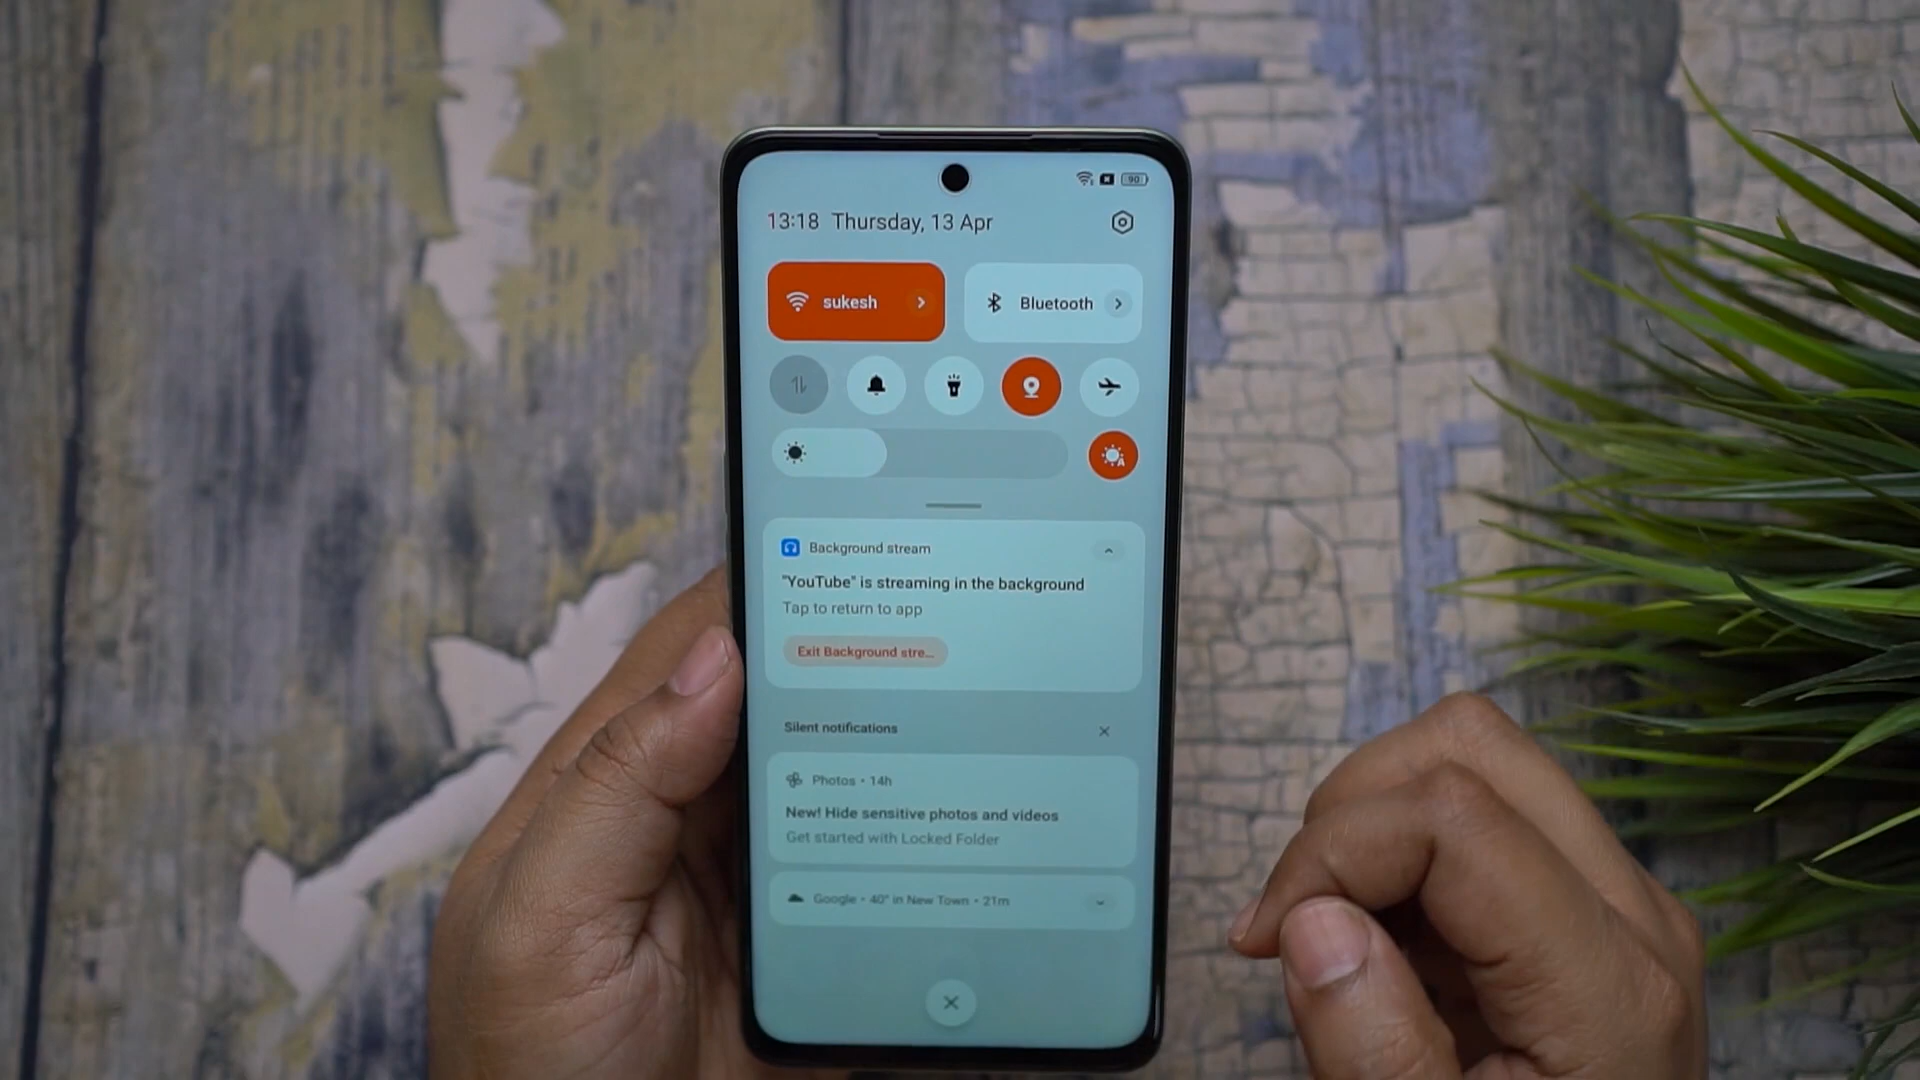 90
13:18 Thursday, 13 Apr
sukesh
Bluetooth
A
Background stream
"YouTube" is streaming in the background
Tap to return to app
Exit Background stre...
Silent notifications
Photos • 14h
New! Hide sensitive photos and videos
Get started with Locked Folder
Google • 40° in New Town • 21m